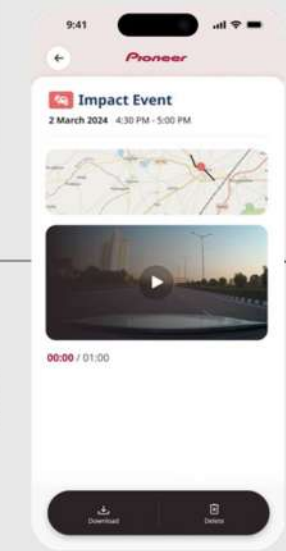 9:41
Pioneer
Impact Event
2 March 2024 4:30 PM - 5:00 PM
00:00 / 01:00
Download
Delete